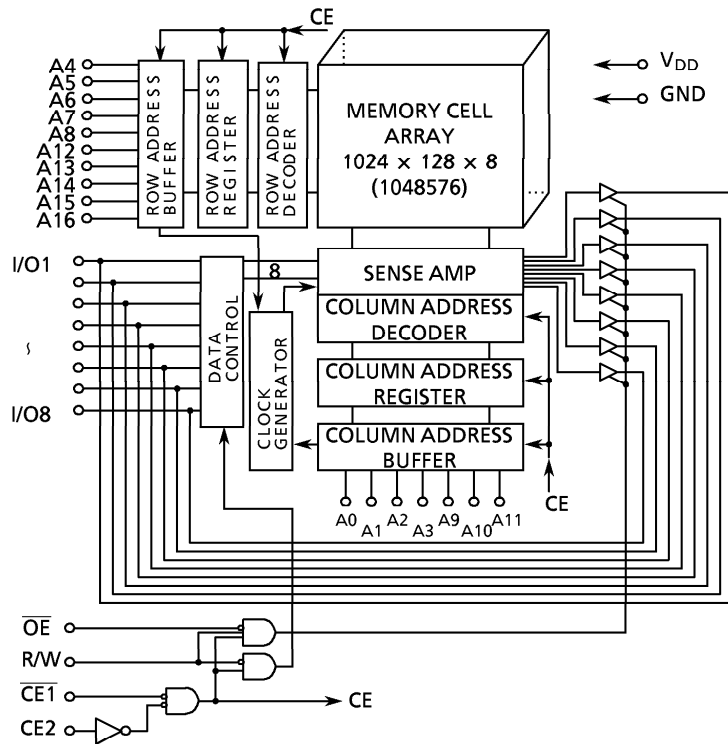 CE
A4
A5
A6
A7
A8
A12
A13
A14
A15
A16
ROW ADDRESS
BUFFER
ROW ADDRESS
REGISTER
ROW ADDRESS
DECODER
MEMORY CELL
ARRAY
1024 x 128 x 8
(1048576)
VDD
GND
I/O1
~
I/O8
DATA
CONTROL
8
CLOCK
GENERATOR
SENSE AMP
COLUMN ADDRESS
DECODER
COLUMN ADDRESS
REGISTER
COLUMN ADDRESS
BUFFER
A0
A1
A2
A3
A9
A10
A11
CE
O̅E̅
R/W
C̅E̅1̅
CE2
CE